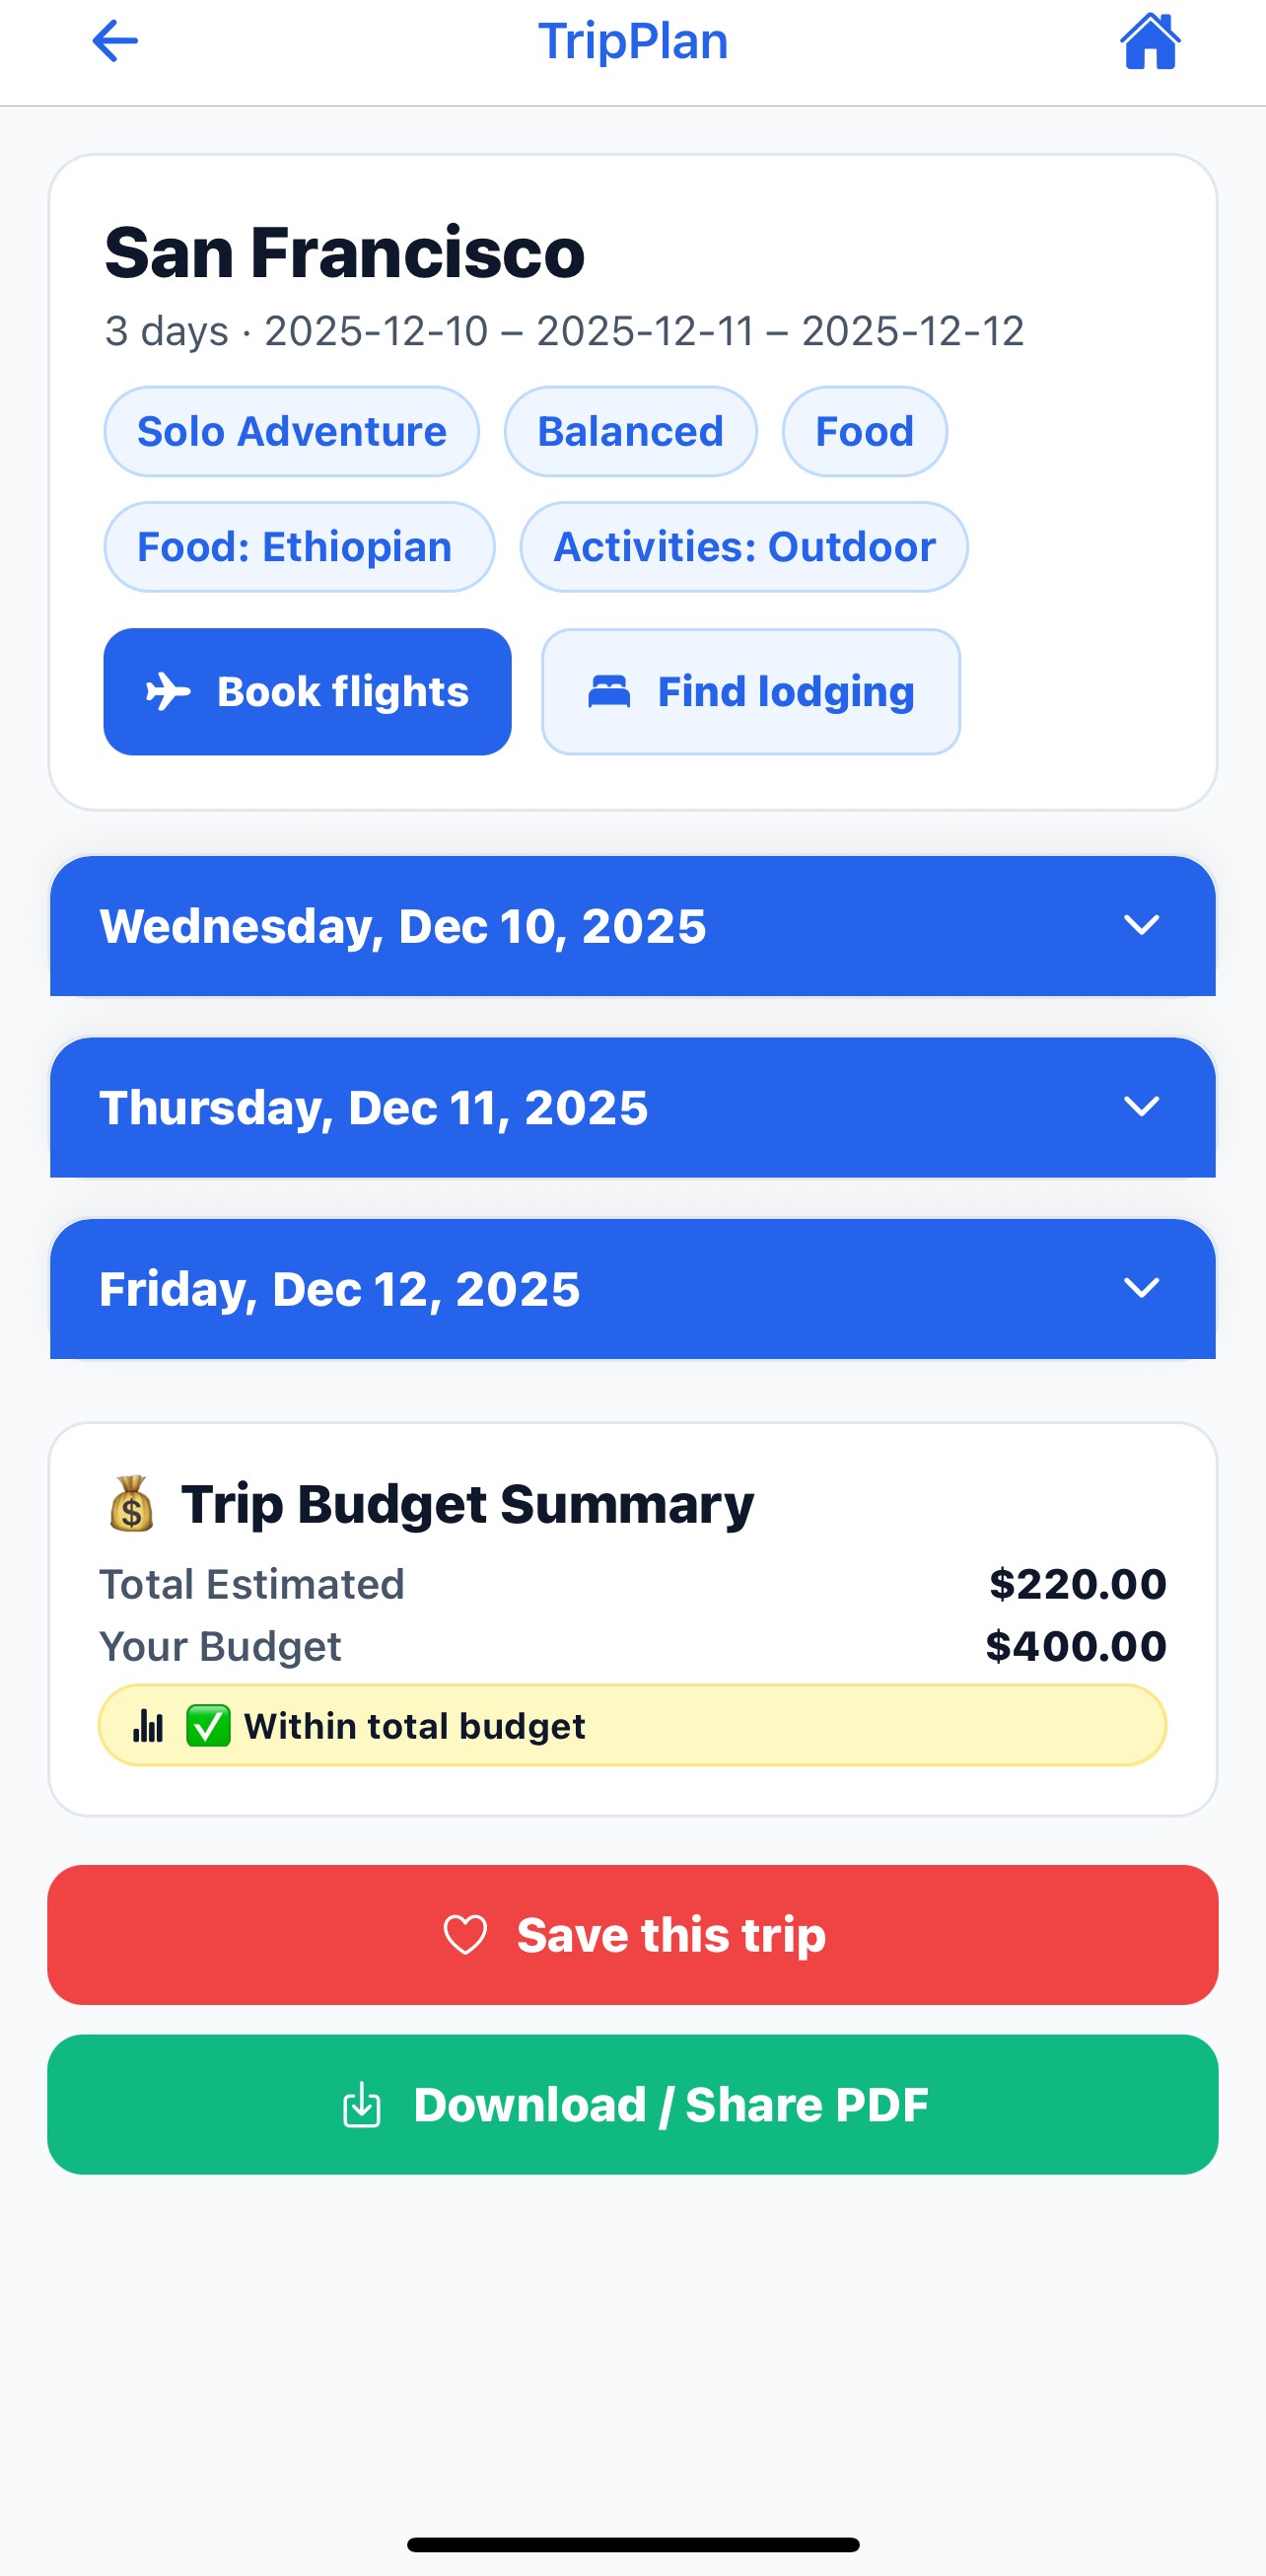 TripPlan
San Francisco
3 days · 2025-12-10 – 2025-12-11 – 2025-12-12
Solo Adventure Balanced Food
Food: Ethiopian Activities: Outdoor
Book flights Find lodging
Wednesday, Dec 10, 2025
Thursday, Dec 11, 2025
Friday, Dec 12, 2025
💰 Trip Budget Summary
Total Estimated $220.00
Your Budget $400.00
✅ Within total budget
Save this trip
Download / Share PDF